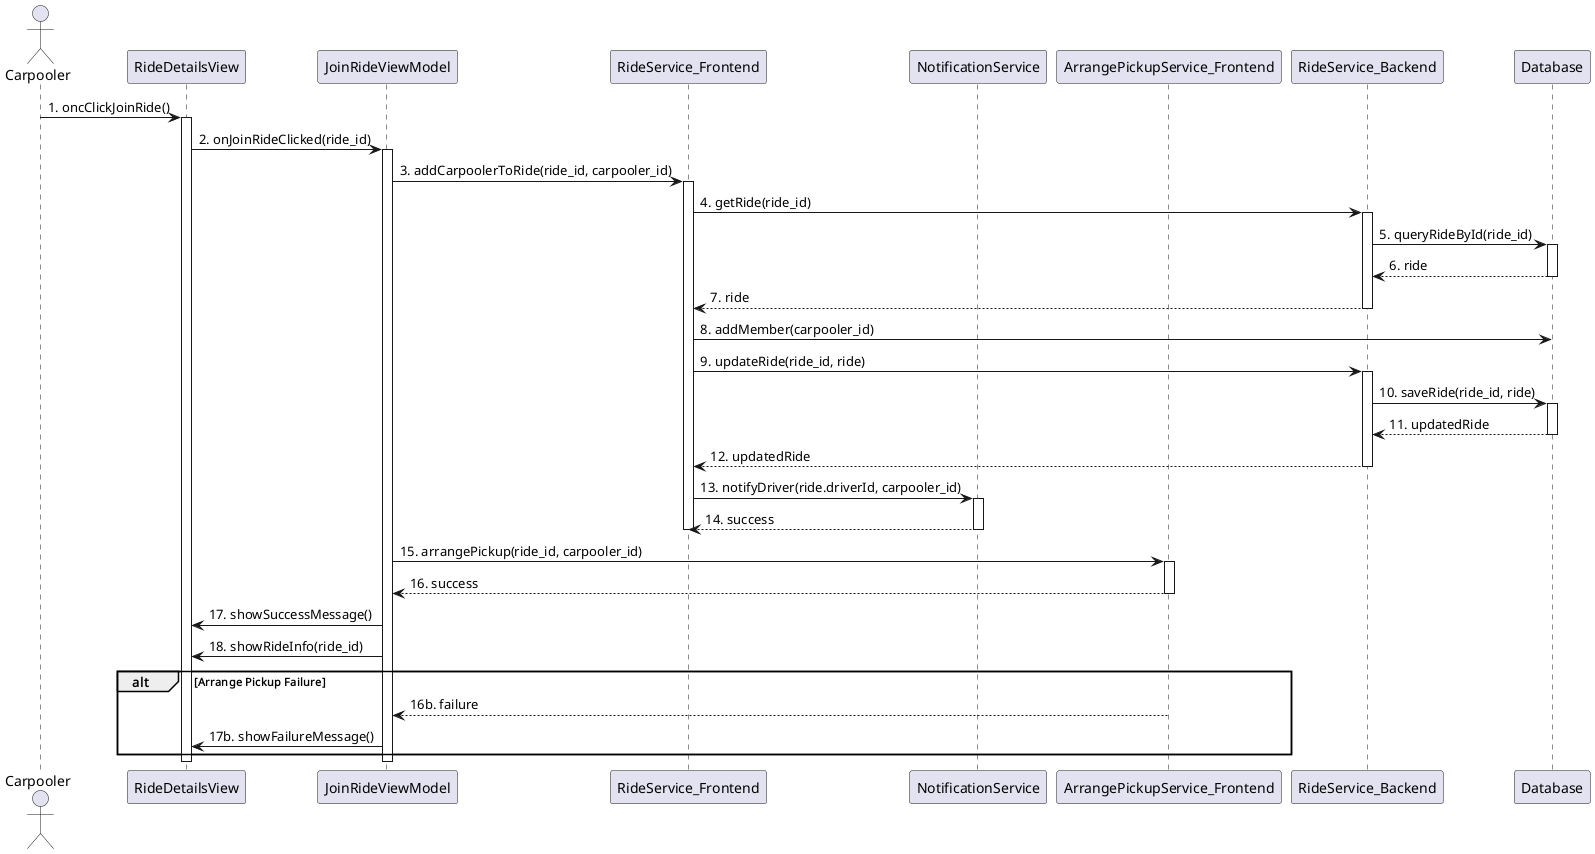 Carpooler
RideDetailsView
JoinRideViewModel
RideService_Frontend
NotificationService
ArrangePickupService_Frontend
RideService_Backend
Database
1. oncClickJoinRide()
2. onJoinRideClicked(ride_id)
3. addCarpoolerToRide(ride_id, carpooler_id)
4. getRide(ride_id)
5. queryRideById(ride_id)
6. ride
7. ride
8. addMember(carpooler_id)
9. updateRide(ride_id, ride)
10. saveRide(ride_id, ride)
11. updatedRide
12. updatedRide
13. notifyDriver(ride.driverId, carpooler_id)
14. success
15. arrangePickup(ride_id, carpooler_id)
16. success
17. showSuccessMessage()
18. showRideInfo(ride_id)
alt
[Arrange Pickup Failure]
16b. failure
17b. showFailureMessage()
Carpooler
RideDetailsView
JoinRideViewModel
RideService_Frontend
NotificationService
ArrangePickupService_Frontend
RideService_Backend
Database